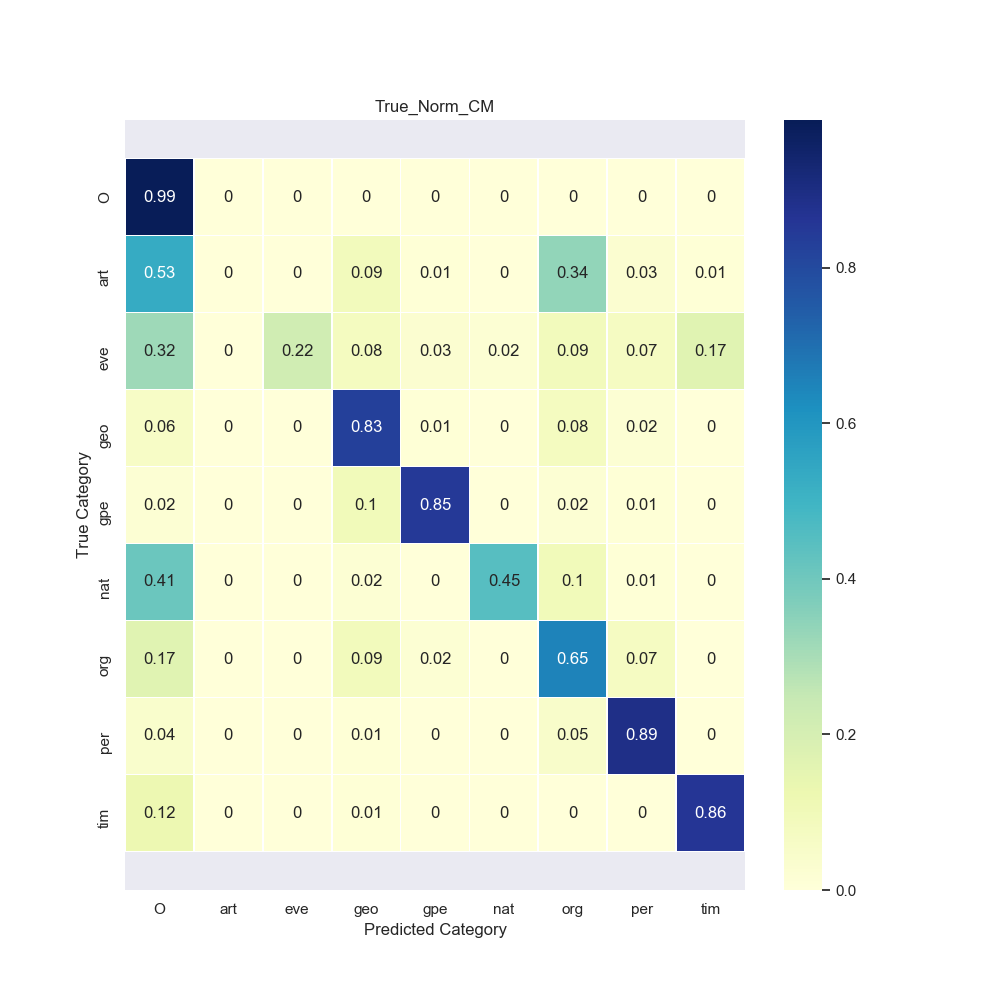 True_Norm_CM
O 0.99 0 0 0 0 0 0 0 0
art 0.53 0 0 0.09 0.01 0 0.34 0.03 0.01
eve 0.32 0 0.22 0.08 0.03 0.02 0.09 0.07 0.17
geo 0.06 0 0 0.83 0.01 0 0.08 0.02 0
gpe 0.02 0 0 0.1 0.85 0 0.02 0.01 0
nat 0.41 0 0 0.02 0 0.45 0.1 0.01 0
org 0.17 0 0 0.09 0.02 0 0.65 0.07 0
per 0.04 0 0 0.01 0 0 0.05 0.89 0
tim 0.12 0 0 0.01 0 0 0 0 0.86
True Category
O art eve geo gpe nat org per tim
Predicted Category
0.8
0.6
0.4
0.2
0.0